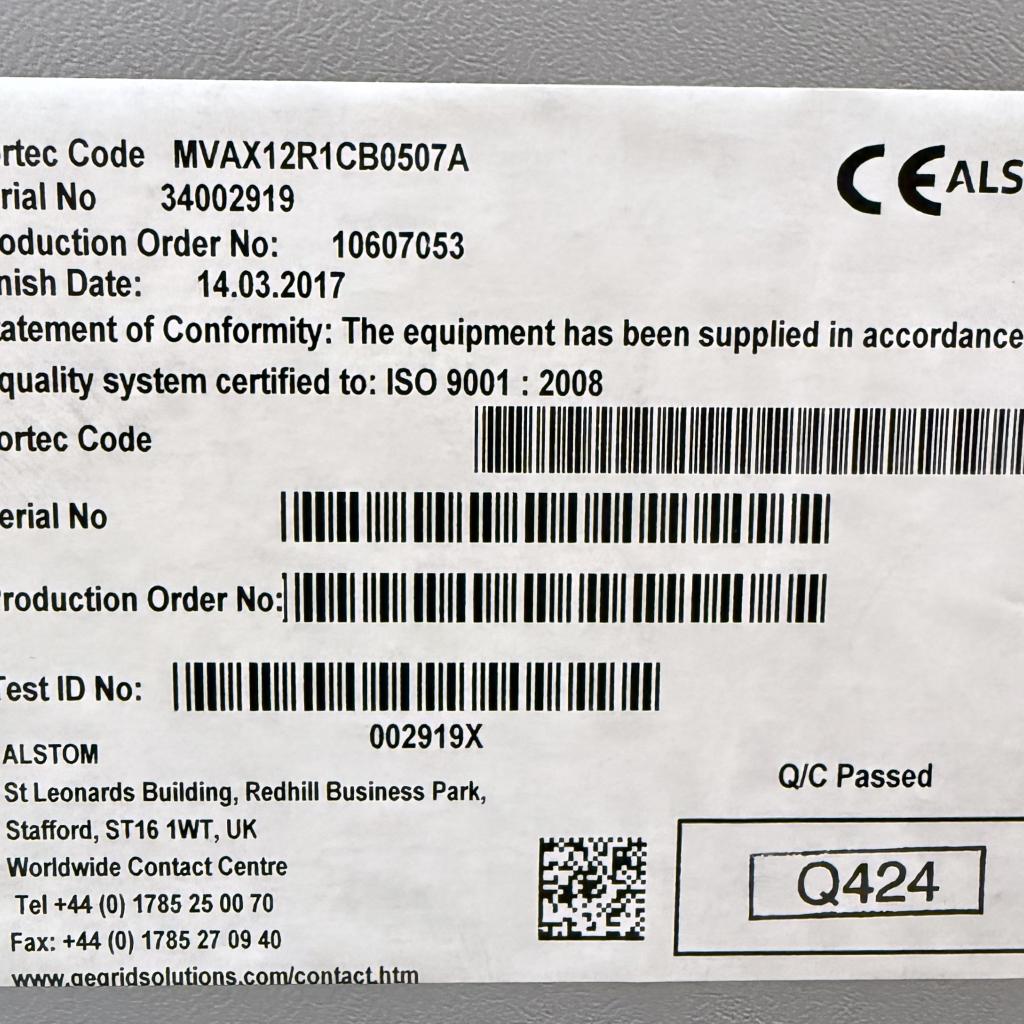 rtec Code MVAX12R1CB0507A
rial No 34002919
oduction Order No: 10607053
nish Date: 14.03.2017
tatement of Conformity: The equipment has been supplied in accordance
quality system certified to: ISO 9001 : 2008
CE ALS
ortec Code
erial No
roduction Order No:
Test ID No:
002919X
ALSTOM
St Leonards Building, Redhill Business Park,
Stafford, ST16 1WT, UK
Worldwide Contact Centre
Tel +44 (0) 1785 25 00 70
Fax: +44 (0) 1785 27 09 40
www.gegridsolutions.com/contact.htm
Q/C Passed
Q424